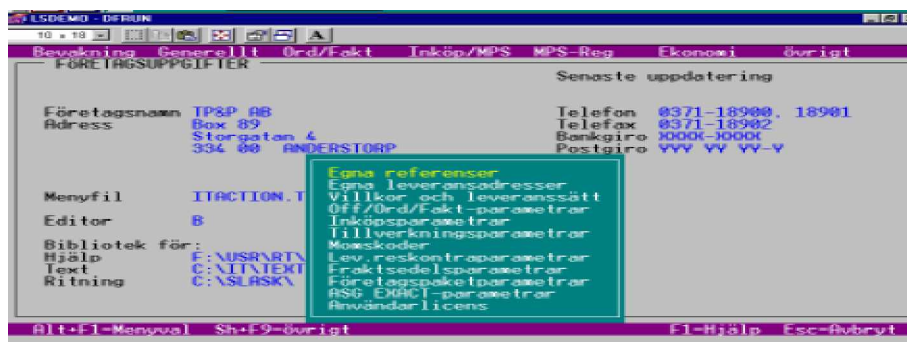 LSDEMO - DFRUN
10 x 18 A
Bevakning Generellt Ord/Fakt Inköp/MPS MPS-Reg Ekonomi övrigt
FÖRETAGSUPPGIFTER
Senaste uppdatering
Företagsnamn TP&P AB Telefon 0371-18900, 18901
Adress Box 89 Telefax 0371-18902
Storgatan 4 Bankgiro XXXX-XXXX
334 00 ANDERSTORP Postgiro YYY YY YY-Y
Egna referenser
Egna leveransadresser
Menyfil ITACTION.T Villkor och leveranssätt
Off/Ord/Fakt-parametrar
Editor B Inköpsparametrar
Tillverkningsparametrar
Bibliotek för: Momskoder
Hjälp F:\USR\RT\ Lev.reskontraparametrar
Text C:\IT\TEXT Fraktsedelsparametrar
Ritning C:\SLASK\ Företagspaketparametrar
ASG EXACT-parametrar
Användarlicens
Alt+F1-Menyval Sh+F9-övrigt F1-Hjälp Esc-Avbryt